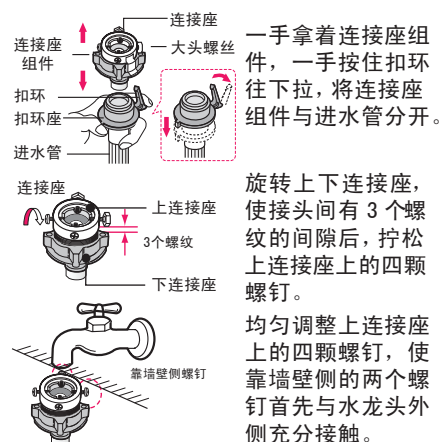 连接座
连接座
组件
大头螺丝
扣环
扣环座
进水管
一手拿着连接座组
件，一手按住扣环
往下拉，将连接座
组件与进水管分开。
连接座
上连接座
3个螺纹
下连接座
旋转上下连接座，
使接头间有 3 个螺
纹的间隙后，拧松
上连接座上的四颗
螺钉。
靠墙壁侧螺钉
均匀调整上连接座
上的四颗螺钉，使
靠墙壁侧的两个螺
钉首先与水龙头外
侧充分接触。